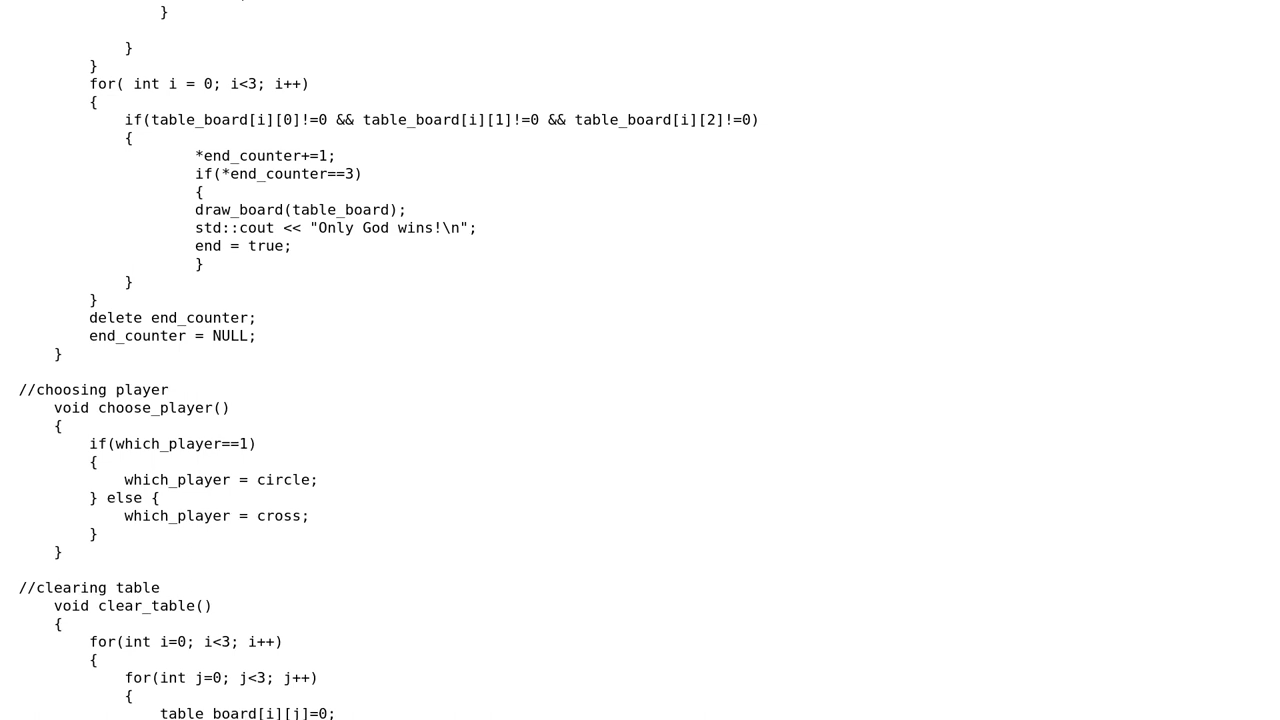 }

            }
        }
        for( int i = 0; i<3; i++)
        {
            if(table_board[i][0]!=0 && table_board[i][1]!=0 && table_board[i][2]!=0)
            {
                    *end_counter+=1;
                    if(*end_counter==3)
                    {
                    draw_board(table_board);
                    std::cout << "Only God wins!\n";
                    end = true;
                    }
            }
        }
        delete end_counter;
        end_counter = NULL;
    }

//choosing player
    void choose_player()
    {
        if(which_player==1)
        {
            which_player = circle;
        } else {
            which_player = cross;
        }
    }

//clearing table
    void clear_table()
    {
        for(int i=0; i<3; i++)
        {
            for(int j=0; j<3; j++)
            {
                table_board[i][j]=0;